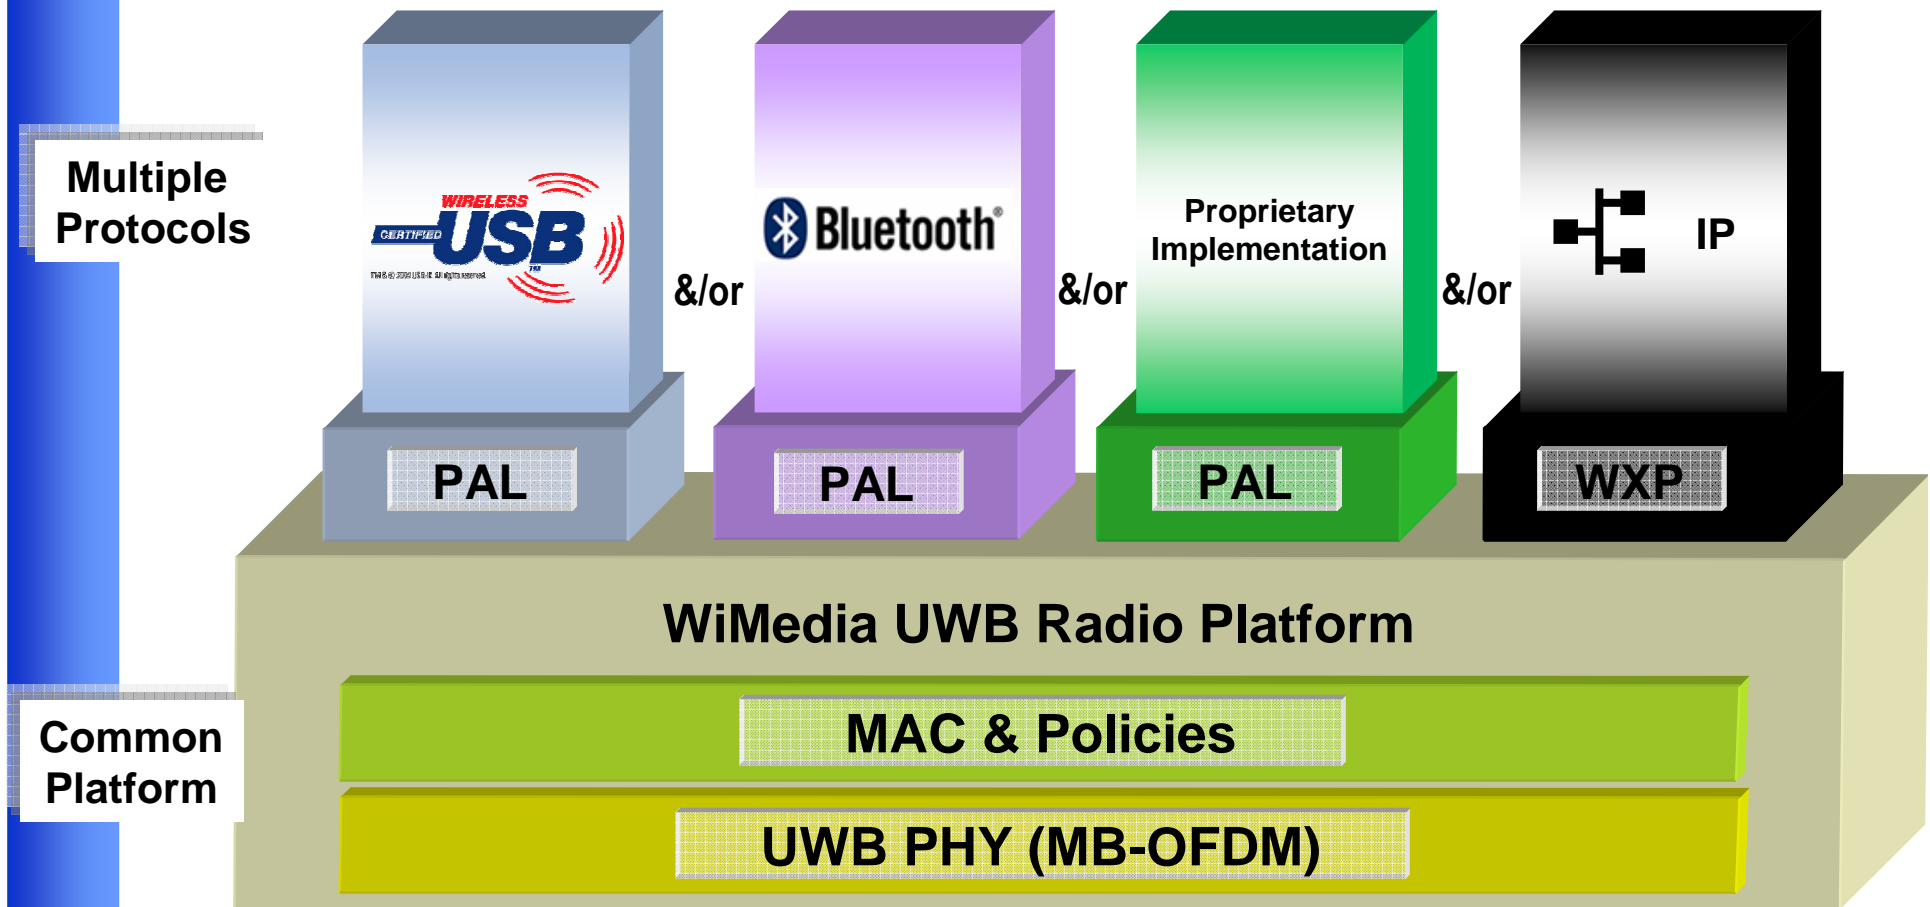 Multiple
Protocols
WIRELESS
CERTIFIED USB
TM
&/or
Bluetooth®
&/or
Proprietary
Implementation
&/or
IP
PAL
PAL
PAL
WXP
WiMedia UWB Radio Platform
Common
Platform
MAC & Policies
UWB PHY (MB-OFDM)